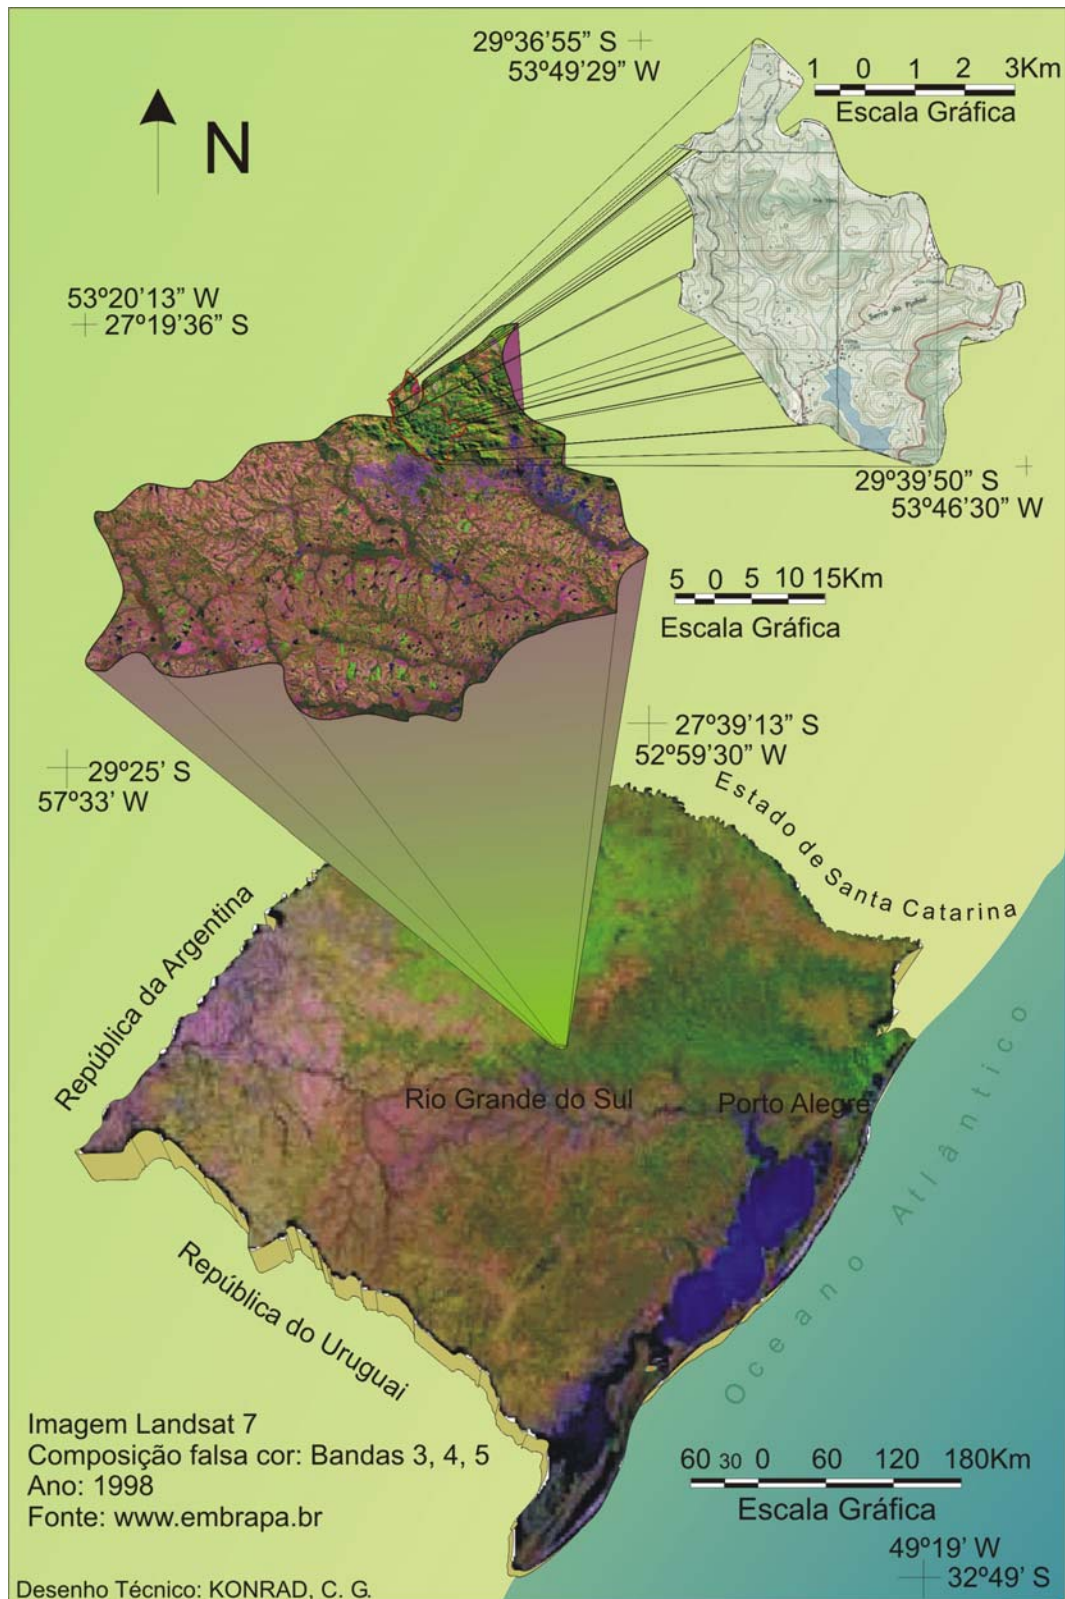 29º36'55” S
53º49'29” W
1 0 1 2 3Km
Escala Gráfica
N
53º20'13” W
27º19'36” S
Serra do Pinhal
29º39'50” S
53º46'30” W
5 0 5 10 15Km
Escala Gráfica
27º39'13” S
52º59'30” W
29º25' S
57º33' W
Estado de Santa Catarina
República da Argentina
Rio Grande do Sul
Porto Alegre
Oceano Atlântico
República do Uruguai
Imagem Landsat 7
Composição falsa cor: Bandas 3, 4, 5
Ano: 1998
Fonte: www.embrapa.br
60 30 0 60 120 180Km
Escala Gráfica
49º19' W
32º49' S
Desenho Técnico: KONRAD, C. G.